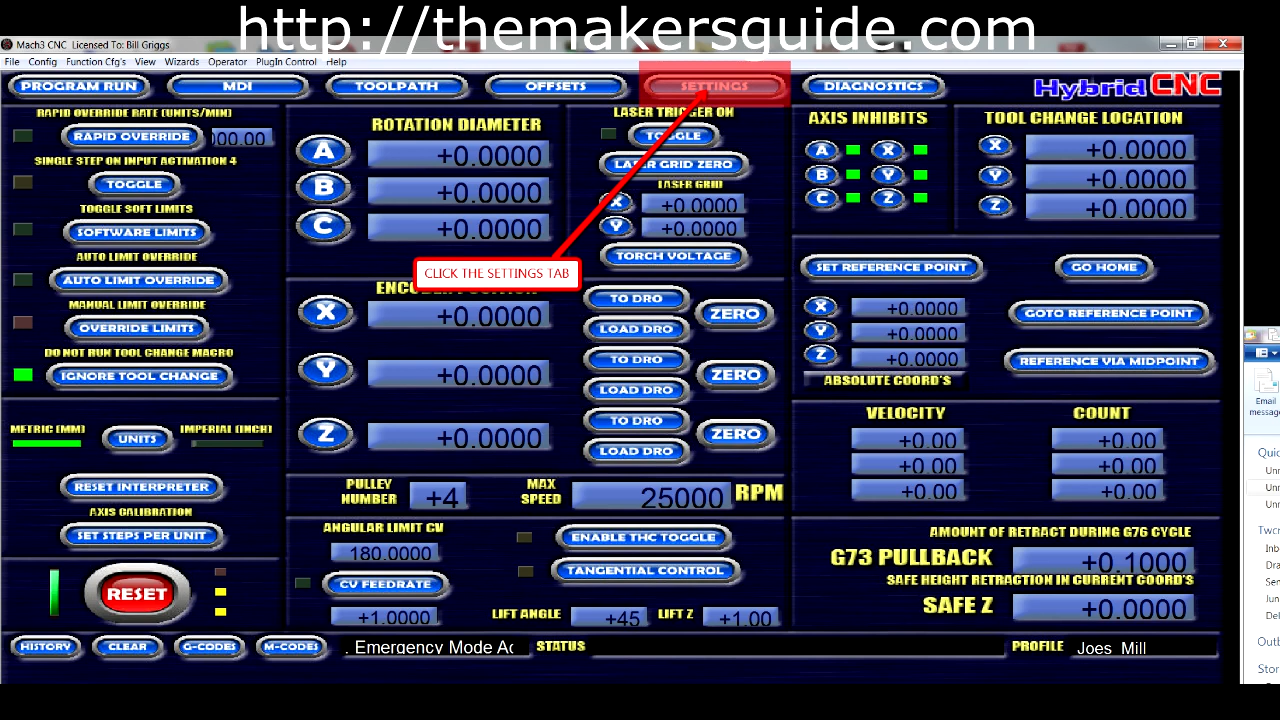 http://themakersguide.com
Mach3 CNC Licensed To: Bill Griggs
File Config Function Cfg's View Wizards Operator PlugIn Control Help
PROGRAM RUN MDI TOOLPATH OFFSETS SETTINGS DIAGNOSTICS Hybrid CNC
RAPID OVERRIDE RATE (UNITS/MIN)
RAPID OVERRIDE 000.00
SINGLE STEP ON INPUT ACTIVATION 4
TOGGLE
TOGGLE SOFT LIMITS
SOFTWARE LIMITS
AUTO LIMIT OVERRIDE
AUTO LIMIT OVERRIDE
MANUAL LIMIT OVERRIDE
OVERRIDE LIMITS
DO NOT RUN TOOL CHANGE MACRO
IGNORE TOOL CHANGE
METRIC (MM) UNITS IMPERIAL (INCH)
RESET INTERPRETER
AXIS CALIBRATION
SET STEPS PER UNIT
RESET
ROTATION DIAMETER
A +0.0000
B +0.0000
C +0.0000
CLICK THE SETTINGS TAB
ENCODER POSITION
X +0.0000
Y +0.0000
Z +0.0000
LASER TRIGGER ON
TOGGLE
LASER GRID ZERO
LASER GRID
X +0.0000
Y +0.0000
TORCH VOLTAGE
TO DRO
LOAD DRO
ZERO
TO DRO
LOAD DRO
ZERO
TO DRO
LOAD DRO
ZERO
PULLEY NUMBER +4 MAX SPEED 25000 RPM
ANGULAR LIMIT CV
180.0000
CV FEEDRATE
+1.0000
ENABLE THC TOGGLE
TANGENTIAL CONTROL
LIFT ANGLE +45 LIFT Z +1.00
AXIS INHIBITS
A X
B Y
C Z
TOOL CHANGE LOCATION
X +0.0000
Y +0.0000
Z +0.0000
SET REFERENCE POINT GO HOME
X +0.0000
Y +0.0000
Z +0.0000
ABSOLUTE COORD'S
GOTO REFERENCE POINT
REFERENCE VIA MIDPOINT
VELOCITY COUNT
+0.00 +0.00
+0.00 +0.00
+0.00 +0.00
AMOUNT OF RETRACT DURING G76 CYCLE
G73 PULLBACK +0.1000
SAFE HEIGHT RETRACTION IN CURRENT COORD'S
SAFE Z +0.0000
HISTORY CLEAR G-CODES M-CODES . Emergency Mode Ac STATUS PROFILE Joes Mill
Email
message